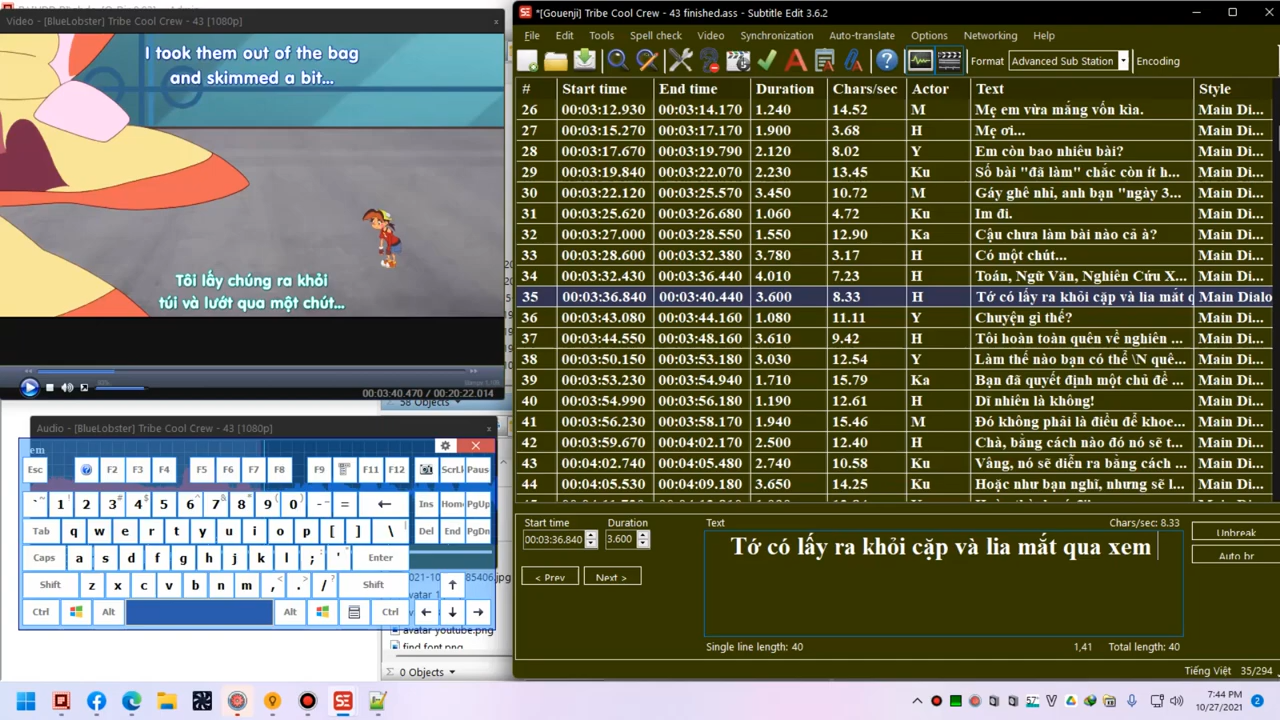 Video - [BlueLobster] Tribe Cool Crew - 43 [1080p]
x
I took them out of the bag
and skimmed a bit...
Tôi lấy chúng ra khỏi
túi và lướt qua một chút...
00:03:40.470 / 00:20:22.014
58 Objects
Audio - [BlueLobster] Tribe Cool Crew - 43 [1080p]
x
Esc F2 F3 F4 F5 F6 F7 F8 F9 F11 F12 ScrL Paus
` ~ 1 ! 2 @ 3 # 4 $ 5 % 6 ^ 7 & 8 * 9 ( 0 ) - = ← Ins Home PgUp
Tab q w e r t y u i o p [ ] \ Del End PgDn
Caps a s d f g h j k l ; ' Enter
Shift z x c v b n m , . / ? Shift ↑
Ctrl Alt Alt Ctrl ← ↓ →
avatar youtube.png
find font.png
0 Objects
*[Gouenji] Tribe Cool Crew - 43 finished.ass - Subtitle Edit 3.6.2
File Edit Tools Spell check Video Synchronization Auto-translate Options Networking Help
Format Advanced Sub Station Encoding
# Start time End time Duration Chars/sec Actor Text Style
26 00:03:12.930 00:03:14.170 1.240 14.52 M Mẹ em vừa mắng vốn kìa. Main Di...
27 00:03:15.270 00:03:17.170 1.900 3.68 H Mẹ ơi... Main Di...
28 00:03:17.670 00:03:19.790 2.120 8.02 Y Em còn bao nhiêu bài? Main Di...
29 00:03:19.840 00:03:22.070 2.230 13.45 Ku Số bài "đã làm" chắc còn ít h... Main Di...
30 00:03:22.120 00:03:25.570 3.450 10.72 M Gáy ghê nhỉ, anh bạn "ngày 3... Main Di...
31 00:03:25.620 00:03:26.680 1.060 4.72 Ku Im đi. Main Di...
32 00:03:27.000 00:03:28.550 1.550 12.90 Ka Cậu chưa làm bài nào cả à? Main Di...
33 00:03:28.600 00:03:32.380 3.780 3.17 H Có một chút... Main Di...
34 00:03:32.430 00:03:36.440 4.010 7.23 H Toán, Ngữ Văn, Nghiên Cứu X... Main Di...
35 00:03:36.840 00:03:40.440 3.600 8.33 H Tớ có lấy ra khỏi cặp và lia mắt q Main Dialo
36 00:03:43.080 00:03:44.160 1.080 11.11 Y Chuyện gì thế? Main Di...
37 00:03:44.550 00:03:48.160 3.610 9.42 H Tôi hoàn toàn quên về nghiên ... Main Di...
38 00:03:50.150 00:03:53.180 3.030 12.54 Y Làm thế nào bạn có thể \N quê... Main Di...
39 00:03:53.230 00:03:54.940 1.710 15.79 Ka Bạn đã quyết định một chủ đề ... Main Di...
40 00:03:54.990 00:03:56.180 1.190 12.61 H Dĩ nhiên là không! Main Di...
41 00:03:56.230 00:03:58.170 1.940 15.46 M Đó không phải là điều để khoe... Main Di...
42 00:03:59.670 00:04:02.170 2.500 12.40 H Chà, bằng cách nào đó nó sẽ t... Main Di...
43 00:04:02.740 00:04:05.480 2.740 10.58 Ku Vâng, nó sẽ diễn ra bằng cách ... Main Di...
44 00:04:05.530 00:04:09.180 3.650 14.25 Ku Hoặc như bạn nghĩ, nhưng sẽ l... Main Di...
Start time Duration Text Chars/sec: 8.33
00:03:36.840 3.600 Tớ có lấy ra khỏi cặp và lia mắt qua xem
Unbreak
Auto br
< Prev Next >
Single line length: 40 1,41 Total length: 40
Tiếng Việt 35/294
7:44 PM
10/27/2021
2